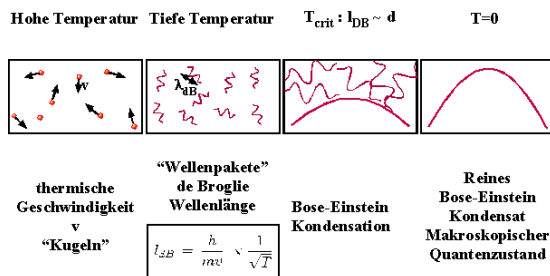 Hohe Temperatur
Tiefe Temperatur
T_crit : l_DB ~ d
T=0
v
λ_dB
thermische
Geschwindigkeit
v
“Kugeln”
“Wellenpakete”
de Broglie
Wellenlänge
l_dB = h / mv ∝ 1 / √T
Bose-Einstein
Kondensation
Reines
Bose-Einstein
Kondensat
Makroskopischer
Quantenzustand